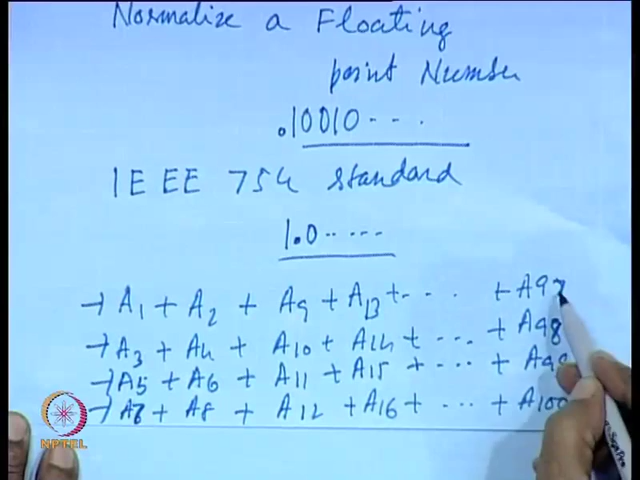 Normalize a Floating
point Number
.10010---.
IEEE 754 standard
1.0.....
→ A1 + A2 + A9 + A13 +--. . + A97
→ A3 + A4 + A10 + A14 + ... + A98
→ A5 + A6 + A11 + A15 + ... + A99
→ A7 + A8 + A12 + A16 + ... + A100
NPTEL